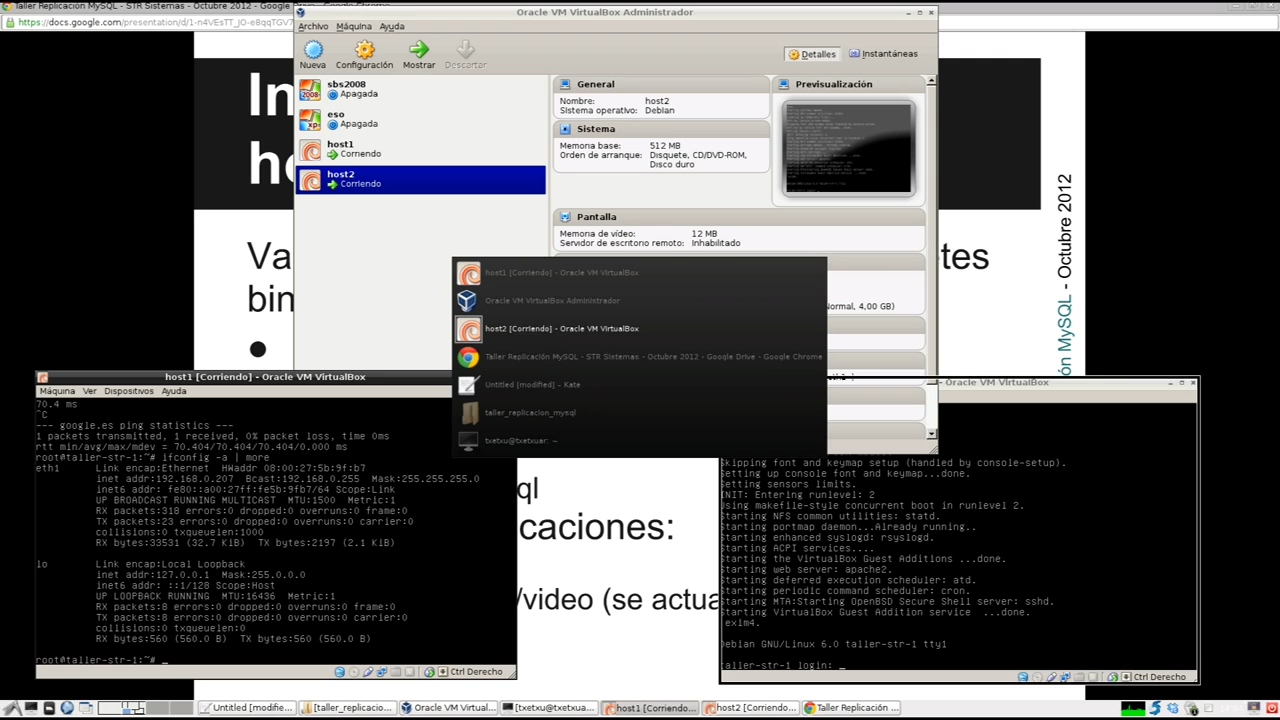 Taller Replicación MySQL - STR Sistemas - Octubre 2012 - Google Drive - Google Chrome
https://docs.google.com/presentation/d/1-n4VEsTT_JO-e8qqTGV7
Oracle VM VirtualBox Administrador
Archivo Máquina Ayuda
Nueva Configuración Mostrar Descartar
Detalles Instantáneas
sbs2008
Apagada
eso
Apagada
host1
Corriendo
host2
Corriendo
General
Nombre: host2
Sistema operativo: Debian
Sistema
Memoria base: 512 MB
Orden de arranque: Disquete, CD/DVD-ROM,
Disco duro
Previsualización
Pantalla
Memoria de vídeo: 12 MB
Servidor de escritorio remoto: Inhabilitado
Normal, 4,00 GB)
In
h
Va
etes
bin
ón MySQL - Octubre 2012
host1 [Corriendo] - Oracle VM VirtualBox
Oracle VM VirtualBox Administrador
host2 [Corriendo] - Oracle VM VirtualBox
Taller Replicación MySQL - STR Sistemas - Octubre 2012 - Google Drive - Google Chrome
Untitled [modified] - Kate
taller_replicacion_mysql
txetxu@txetxuar: ~
ql
caciones:
/video (se actua
host1 [Corriendo] - Oracle VM VirtualBox
Máquina Ver Dispositivos Ayuda
70.4 ms
^C
--- google.es ping statistics ---
1 packets transmitted, 1 received, 0% packet loss, time 0ms
rtt min/avg/max/mdev = 70.404/70.404/70.404/0.000 ms
root@taller-str-1:~# ifconfig -a | more
eth1 Link encap:Ethernet HWaddr 08:00:27:5b:9f:b7
inet addr:192.168.0.207 Bcast:192.168.0.255 Mask:255.255.255.0
inet6 addr: fe80::a00:27ff:fe5b:9fb7/64 Scope:Link
UP BROADCAST RUNNING MULTICAST MTU:1500 Metric:1
RX packets:318 errors:0 dropped:0 overruns:0 frame:0
TX packets:23 errors:0 dropped:0 overruns:0 carrier:0
collisions:0 txqueuelen:1000
RX bytes:33531 (32.7 KiB) TX bytes:2197 (2.1 KiB)
lo Link encap:Local Loopback
inet addr:127.0.0.1 Mask:255.0.0.0
inet6 addr: ::1/128 Scope:Host
UP LOOPBACK RUNNING MTU:16436 Metric:1
RX packets:8 errors:0 dropped:0 overruns:0 frame:0
TX packets:8 errors:0 dropped:0 overruns:0 carrier:0
collisions:0 txqueuelen:0
RX bytes:560 (560.0 B) TX bytes:560 (560.0 B)
root@taller-str-1:~# _
Ctrl Derecho
- Oracle VM VirtualBox
Skipping font and keymap setup (handled by console-setup).
Setting up console font and keymap...done.
Setting sensors limits.
INIT: Entering runlevel: 2
Using makefile-style concurrent boot in runlevel 2.
Starting NFS common utilities: statd.
Starting portmap daemon...Already running..
Starting enhanced syslogd: rsyslogd.
Starting ACPI services....
Starting the VirtualBox Guest Additions ...done.
Starting web server: apache2.
Starting deferred execution scheduler: atd.
Starting periodic command scheduler: cron.
Starting MTA:Starting OpenBSD Secure Shell server: sshd.
Starting VirtualBox Guest Addition service ...done.
exim4.
Debian GNU/Linux 6.0 taller-str-1 tty1
taller-str-1 login: _
Ctrl Derecho
Untitled [modifie...
[taller_replicacio...
Oracle VM Virtual...
[txetxu@txetxua...
host1 [Corriendo...
host2 [Corriendo...
Taller Replicación ...